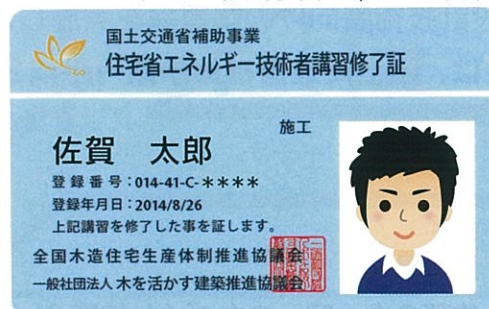 国土交通省補助事業
住宅省エネルギー技術者講習修了証
施工
佐賀 太郎
登録番号:014-41-C-＊＊＊＊
登録年月日:2014/8/26
上記講習を修了した事を証します。
全国木造住宅生産体制推進協議会
一般社団法人 木を活かす建築推進協議会